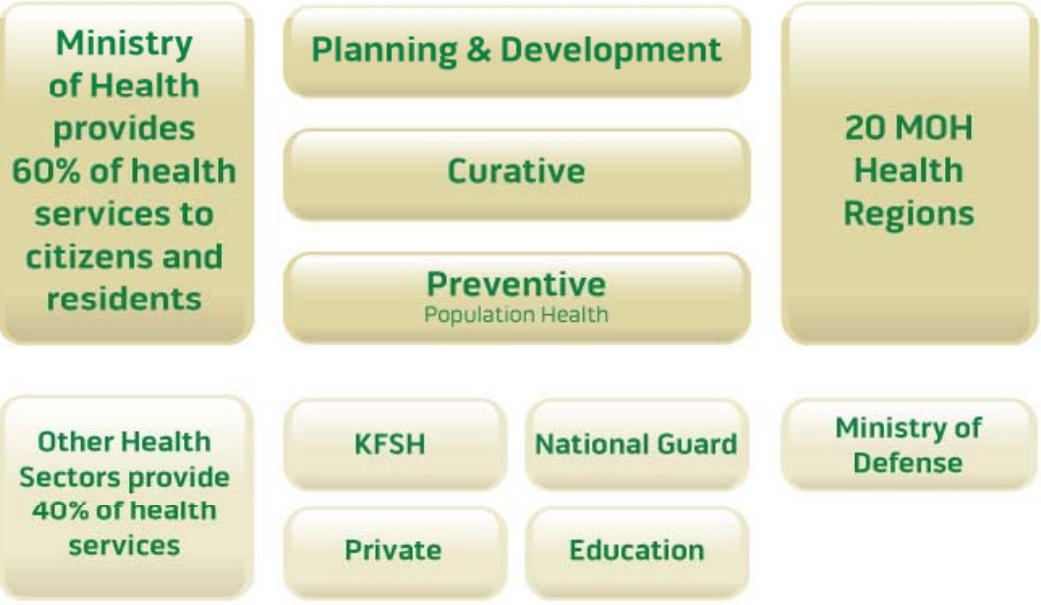 Ministry
of Health
provides
60% of health
services to
citizens and
residents
Planning & Development
Curative
Preventive
Population Health
20 MOH
Health
Regions
Other Health
Sectors provide
40% of health
services
KFSH
National Guard
Ministry of
Defense
Private
Education